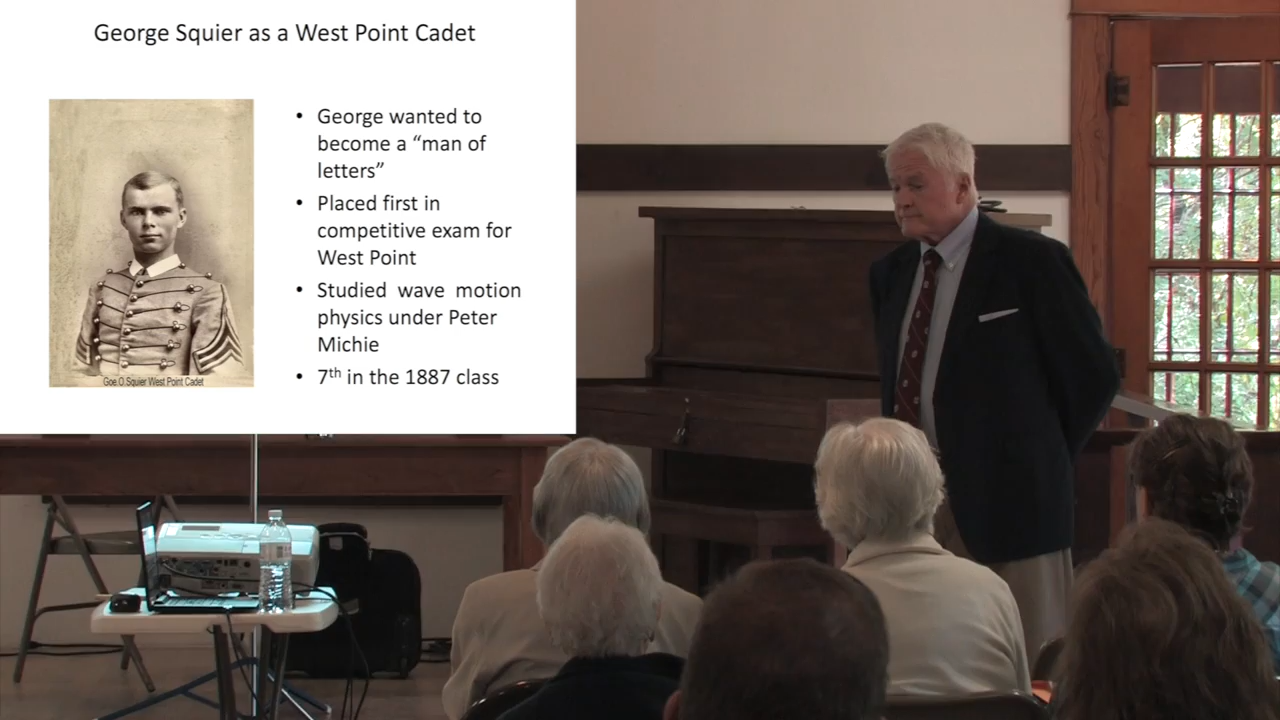 George Squier as a West Point Cadet
• George wanted to
become a “man of
letters”
• Placed first in
competitive exam for
West Point
• Studied wave motion
physics under Peter
Michie
• 7th in the 1887 class
Goe.O.Squier West Point Cadet